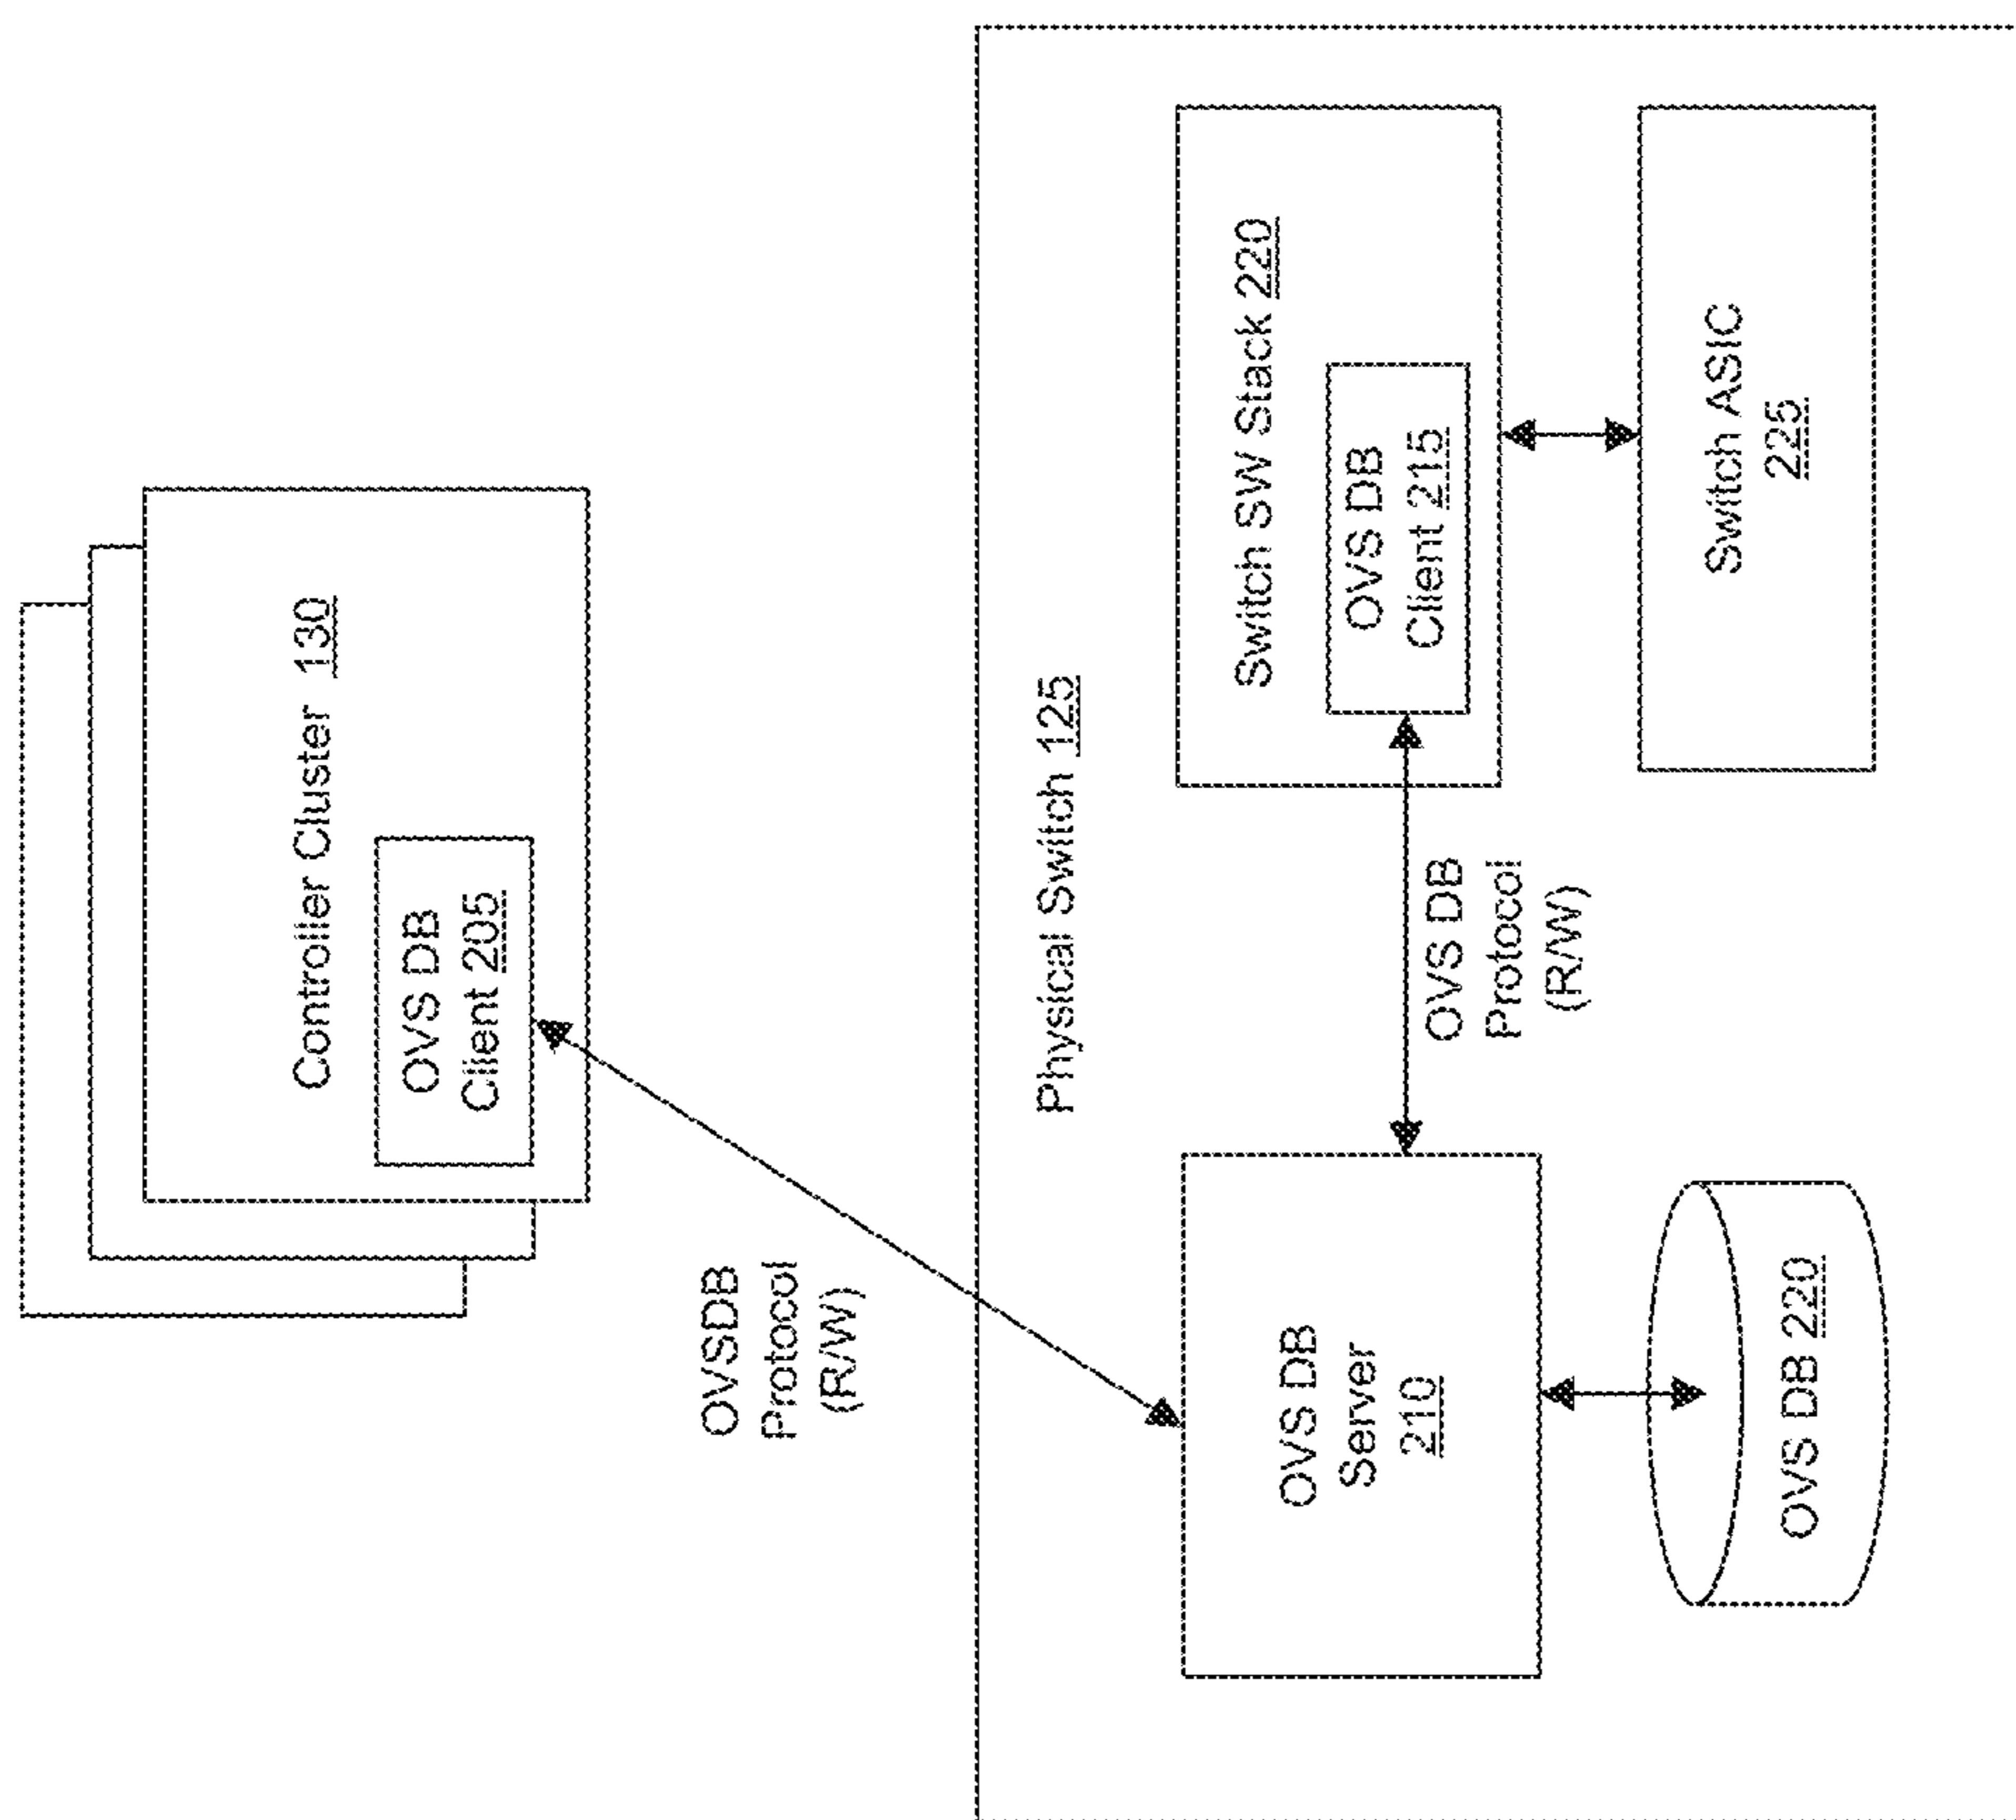 Controller Cluster 130
OVS DB
Client 205
OVSDB
Protocol
(R/W)
Physical Switch 125
OVS DB
Server
210
OVS DB 220
OVS DB
Protocol
(R/W)
Switch SW Stack 220
OVS DB
Client 215
Switch ASIC
225